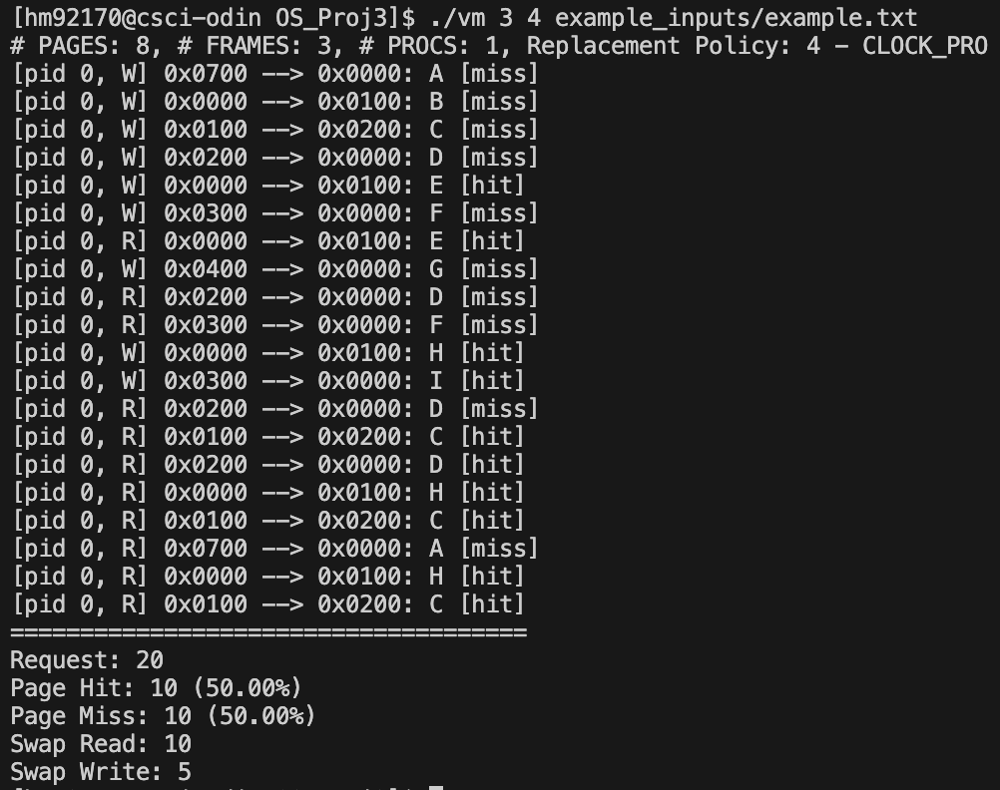 [hm92170@csci-odin OS_Proj3]$ ./vm 3 4 example_inputs/example.txt
# PAGES: 8, # FRAMES: 3, # PROCS: 1, Replacement Policy: 4 - CLOCK_PRO
[pid 0, W] 0x0700 --> 0x0000: A [miss]
[pid 0, W] 0x0000 --> 0x0100: B [miss]
[pid 0, W] 0x0100 --> 0x0200: C [miss]
[pid 0, W] 0x0200 --> 0x0000: D [miss]
[pid 0, W] 0x0000 --> 0x0100: E [hit]
[pid 0, W] 0x0300 --> 0x0000: F [miss]
[pid 0, R] 0x0000 --> 0x0100: E [hit]
[pid 0, W] 0x0400 --> 0x0000: G [miss]
[pid 0, R] 0x0200 --> 0x0000: D [miss]
[pid 0, R] 0x0300 --> 0x0000: F [miss]
[pid 0, W] 0x0000 --> 0x0100: H [hit]
[pid 0, W] 0x0300 --> 0x0000: I [hit]
[pid 0, R] 0x0200 --> 0x0000: D [miss]
[pid 0, R] 0x0100 --> 0x0200: C [hit]
[pid 0, R] 0x0200 --> 0x0000: D [hit]
[pid 0, R] 0x0000 --> 0x0100: H [hit]
[pid 0, R] 0x0100 --> 0x0200: C [hit]
[pid 0, R] 0x0700 --> 0x0000: A [miss]
[pid 0, R] 0x0000 --> 0x0100: H [hit]
[pid 0, R] 0x0100 --> 0x0200: C [hit]
=====================================
Request: 20
Page Hit: 10 (50.00%)
Page Miss: 10 (50.00%)
Swap Read: 10
Swap Write: 5